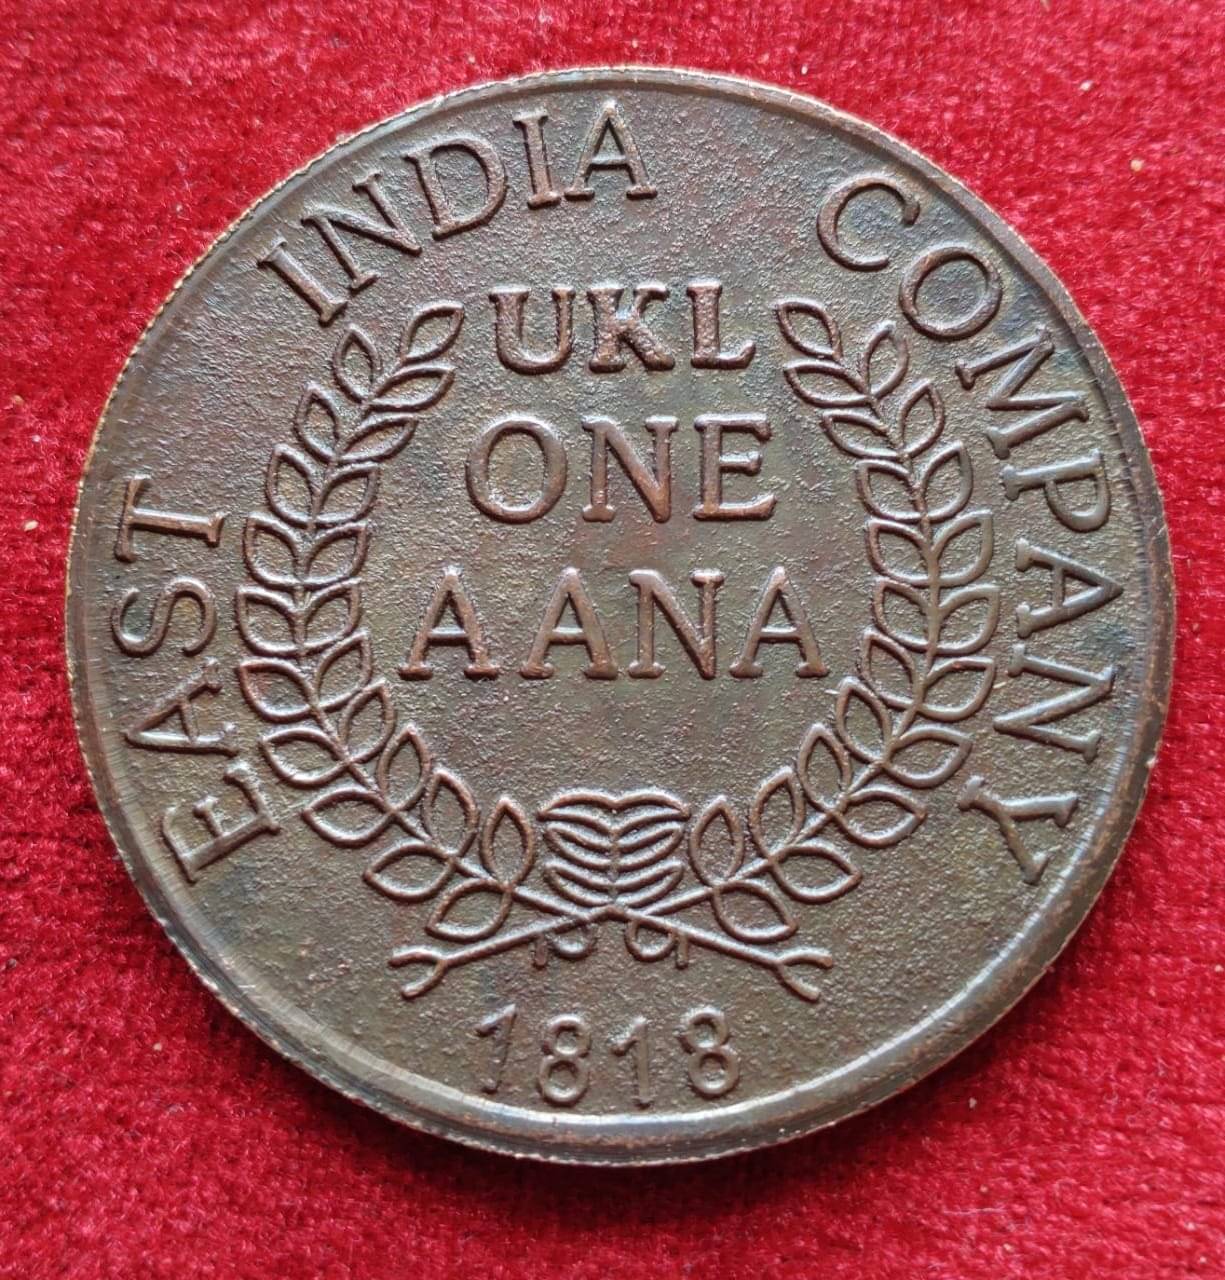 EAST INDIA COMPANY
UKL
ONE
AANA
1818